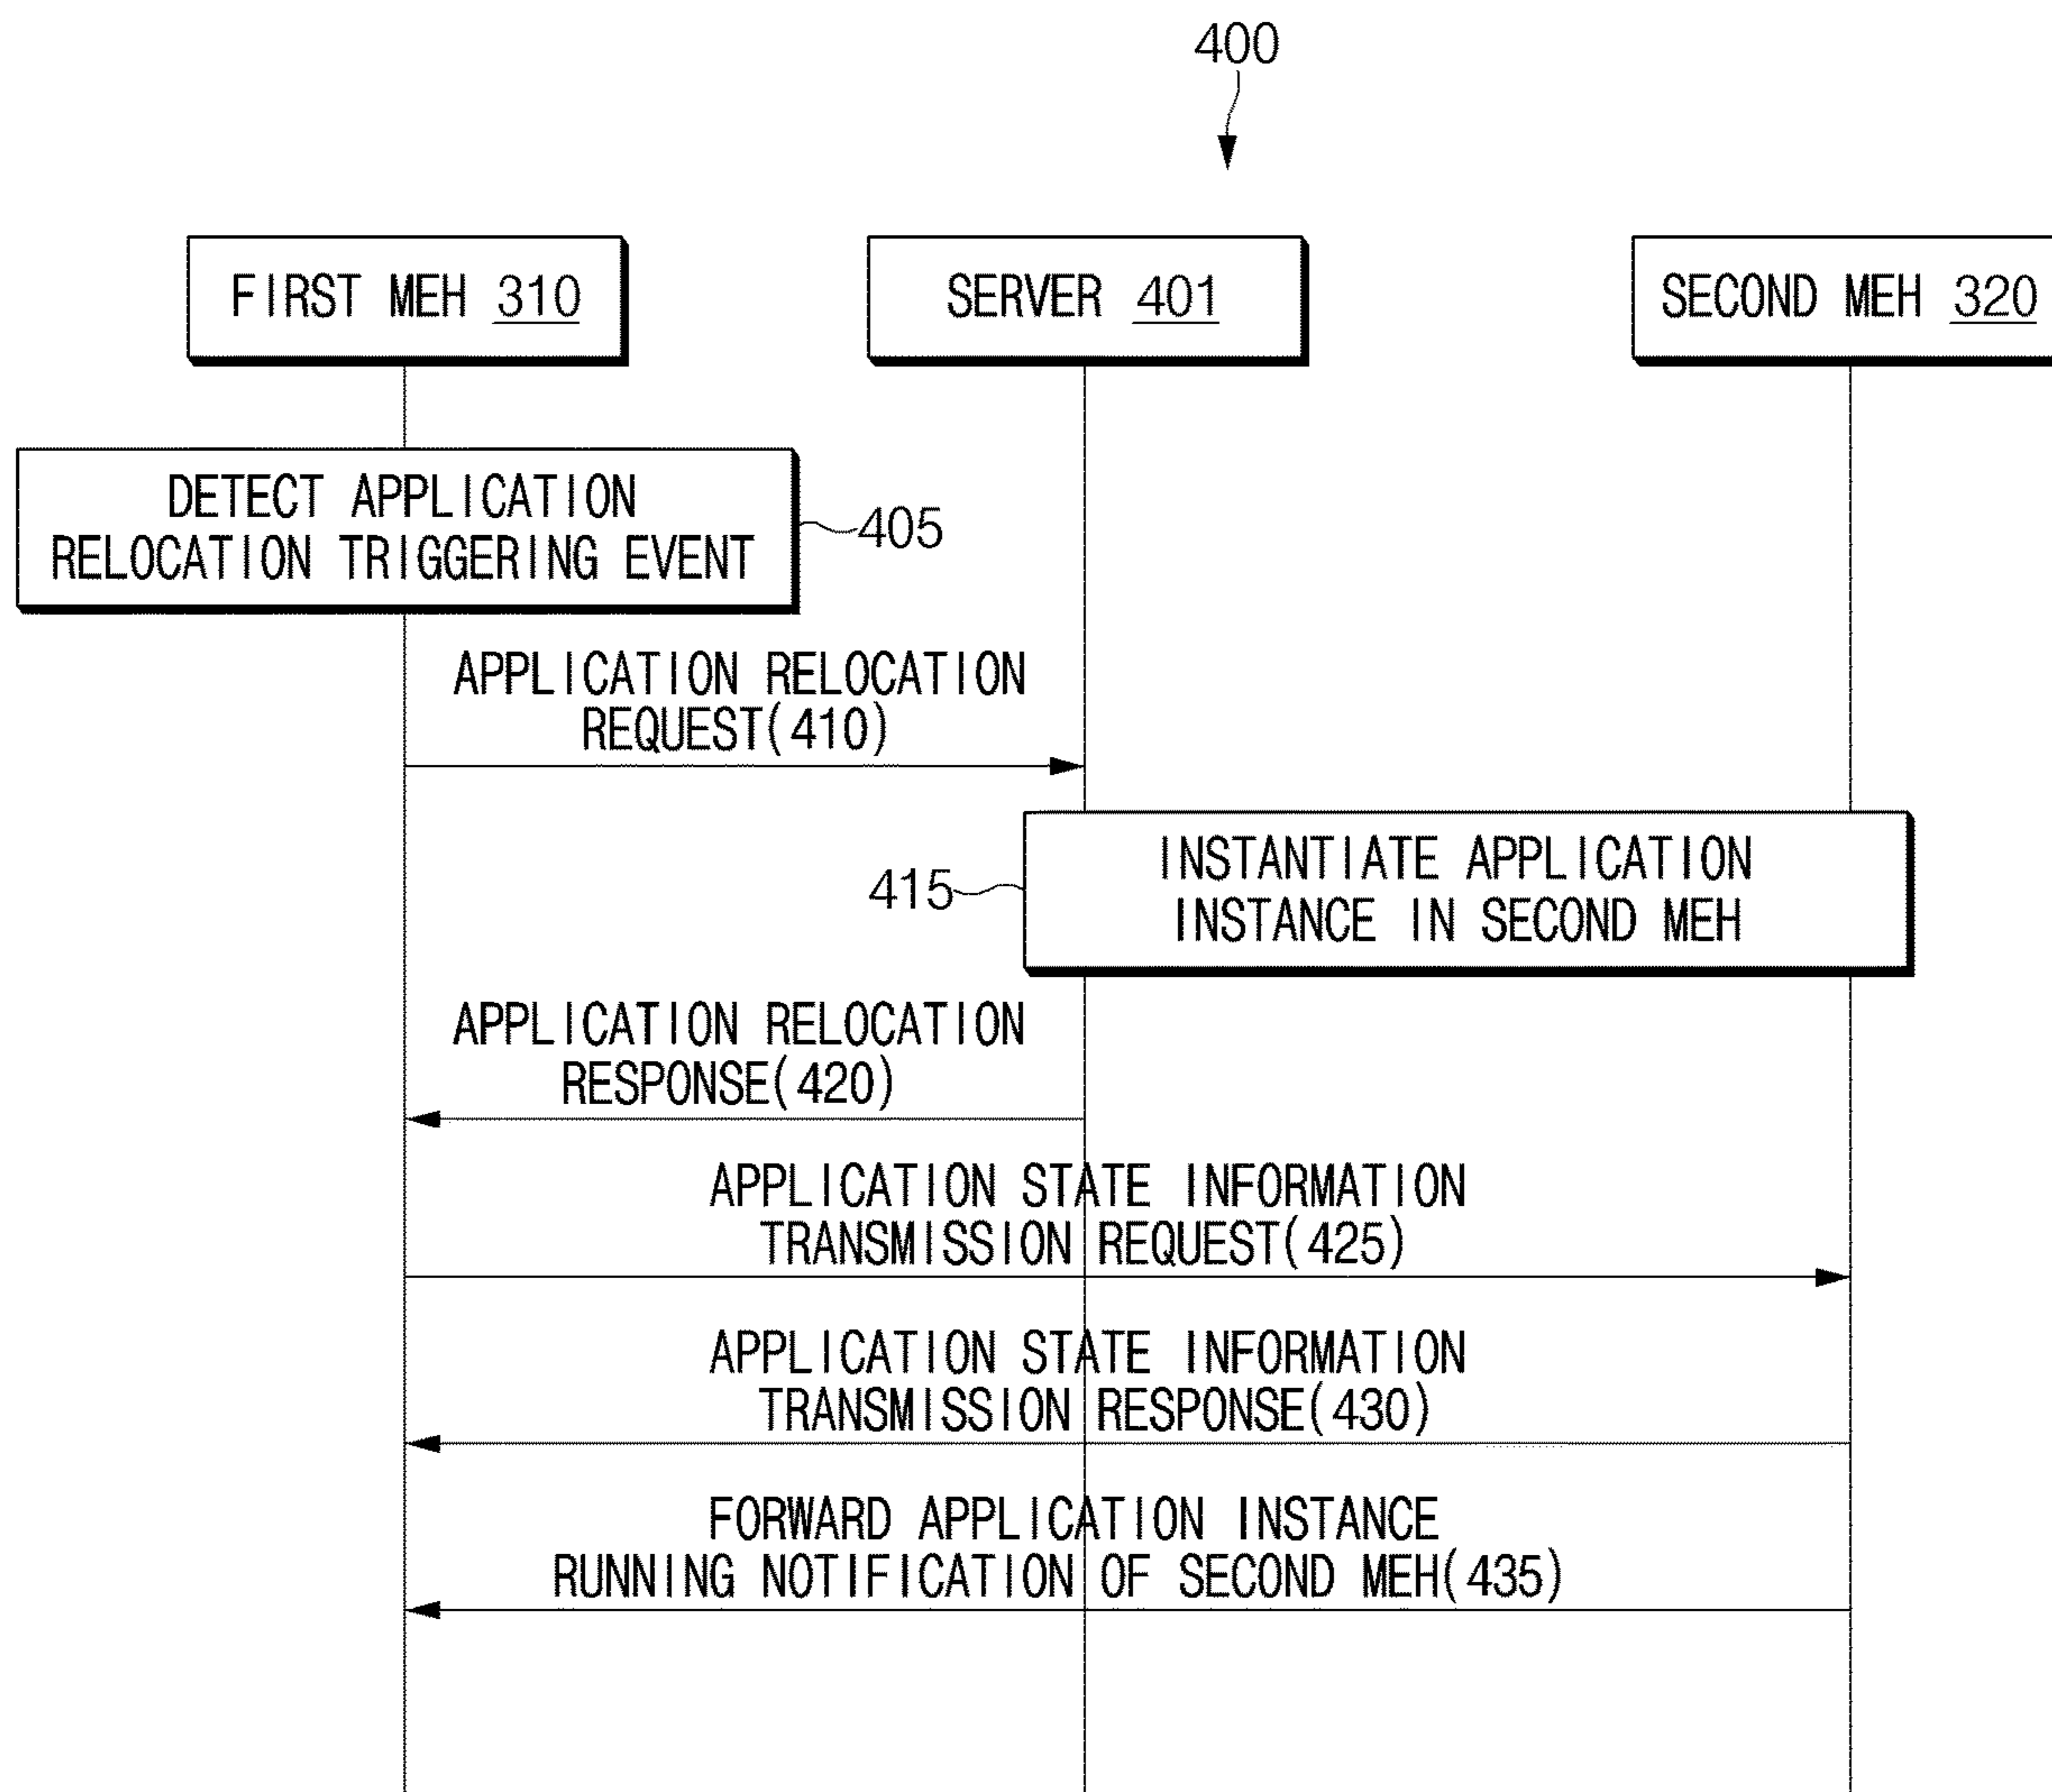 400
FIRST MEH 310
SERVER 401
SECOND MEH 320
DETECT APPLICATION
RELOCATION TRIGGERING EVENT
405
APPLICATION RELOCATION
REQUEST(410)
INSTANTIATE APPLICATION
INSTANCE IN SECOND MEH
415
APPLICATION RELOCATION
RESPONSE(420)
APPLICATION STATE INFORMATION
TRANSMISSION REQUEST(425)
APPLICATION STATE INFORMATION
TRANSMISSION RESPONSE(430)
FORWARD APPLICATION INSTANCE
RUNNING NOTIFICATION OF SECOND MEH(435)